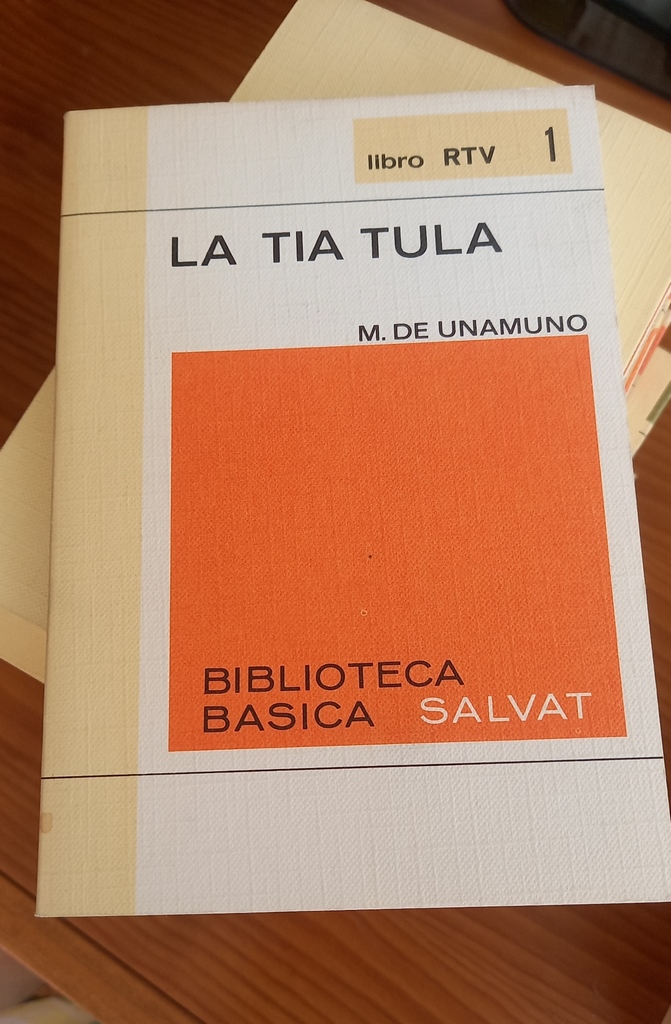 libro RTV 1
LA TIA TULA
M. DE UNAMUNO
BIBLIOTECA
BASICA SALVAT